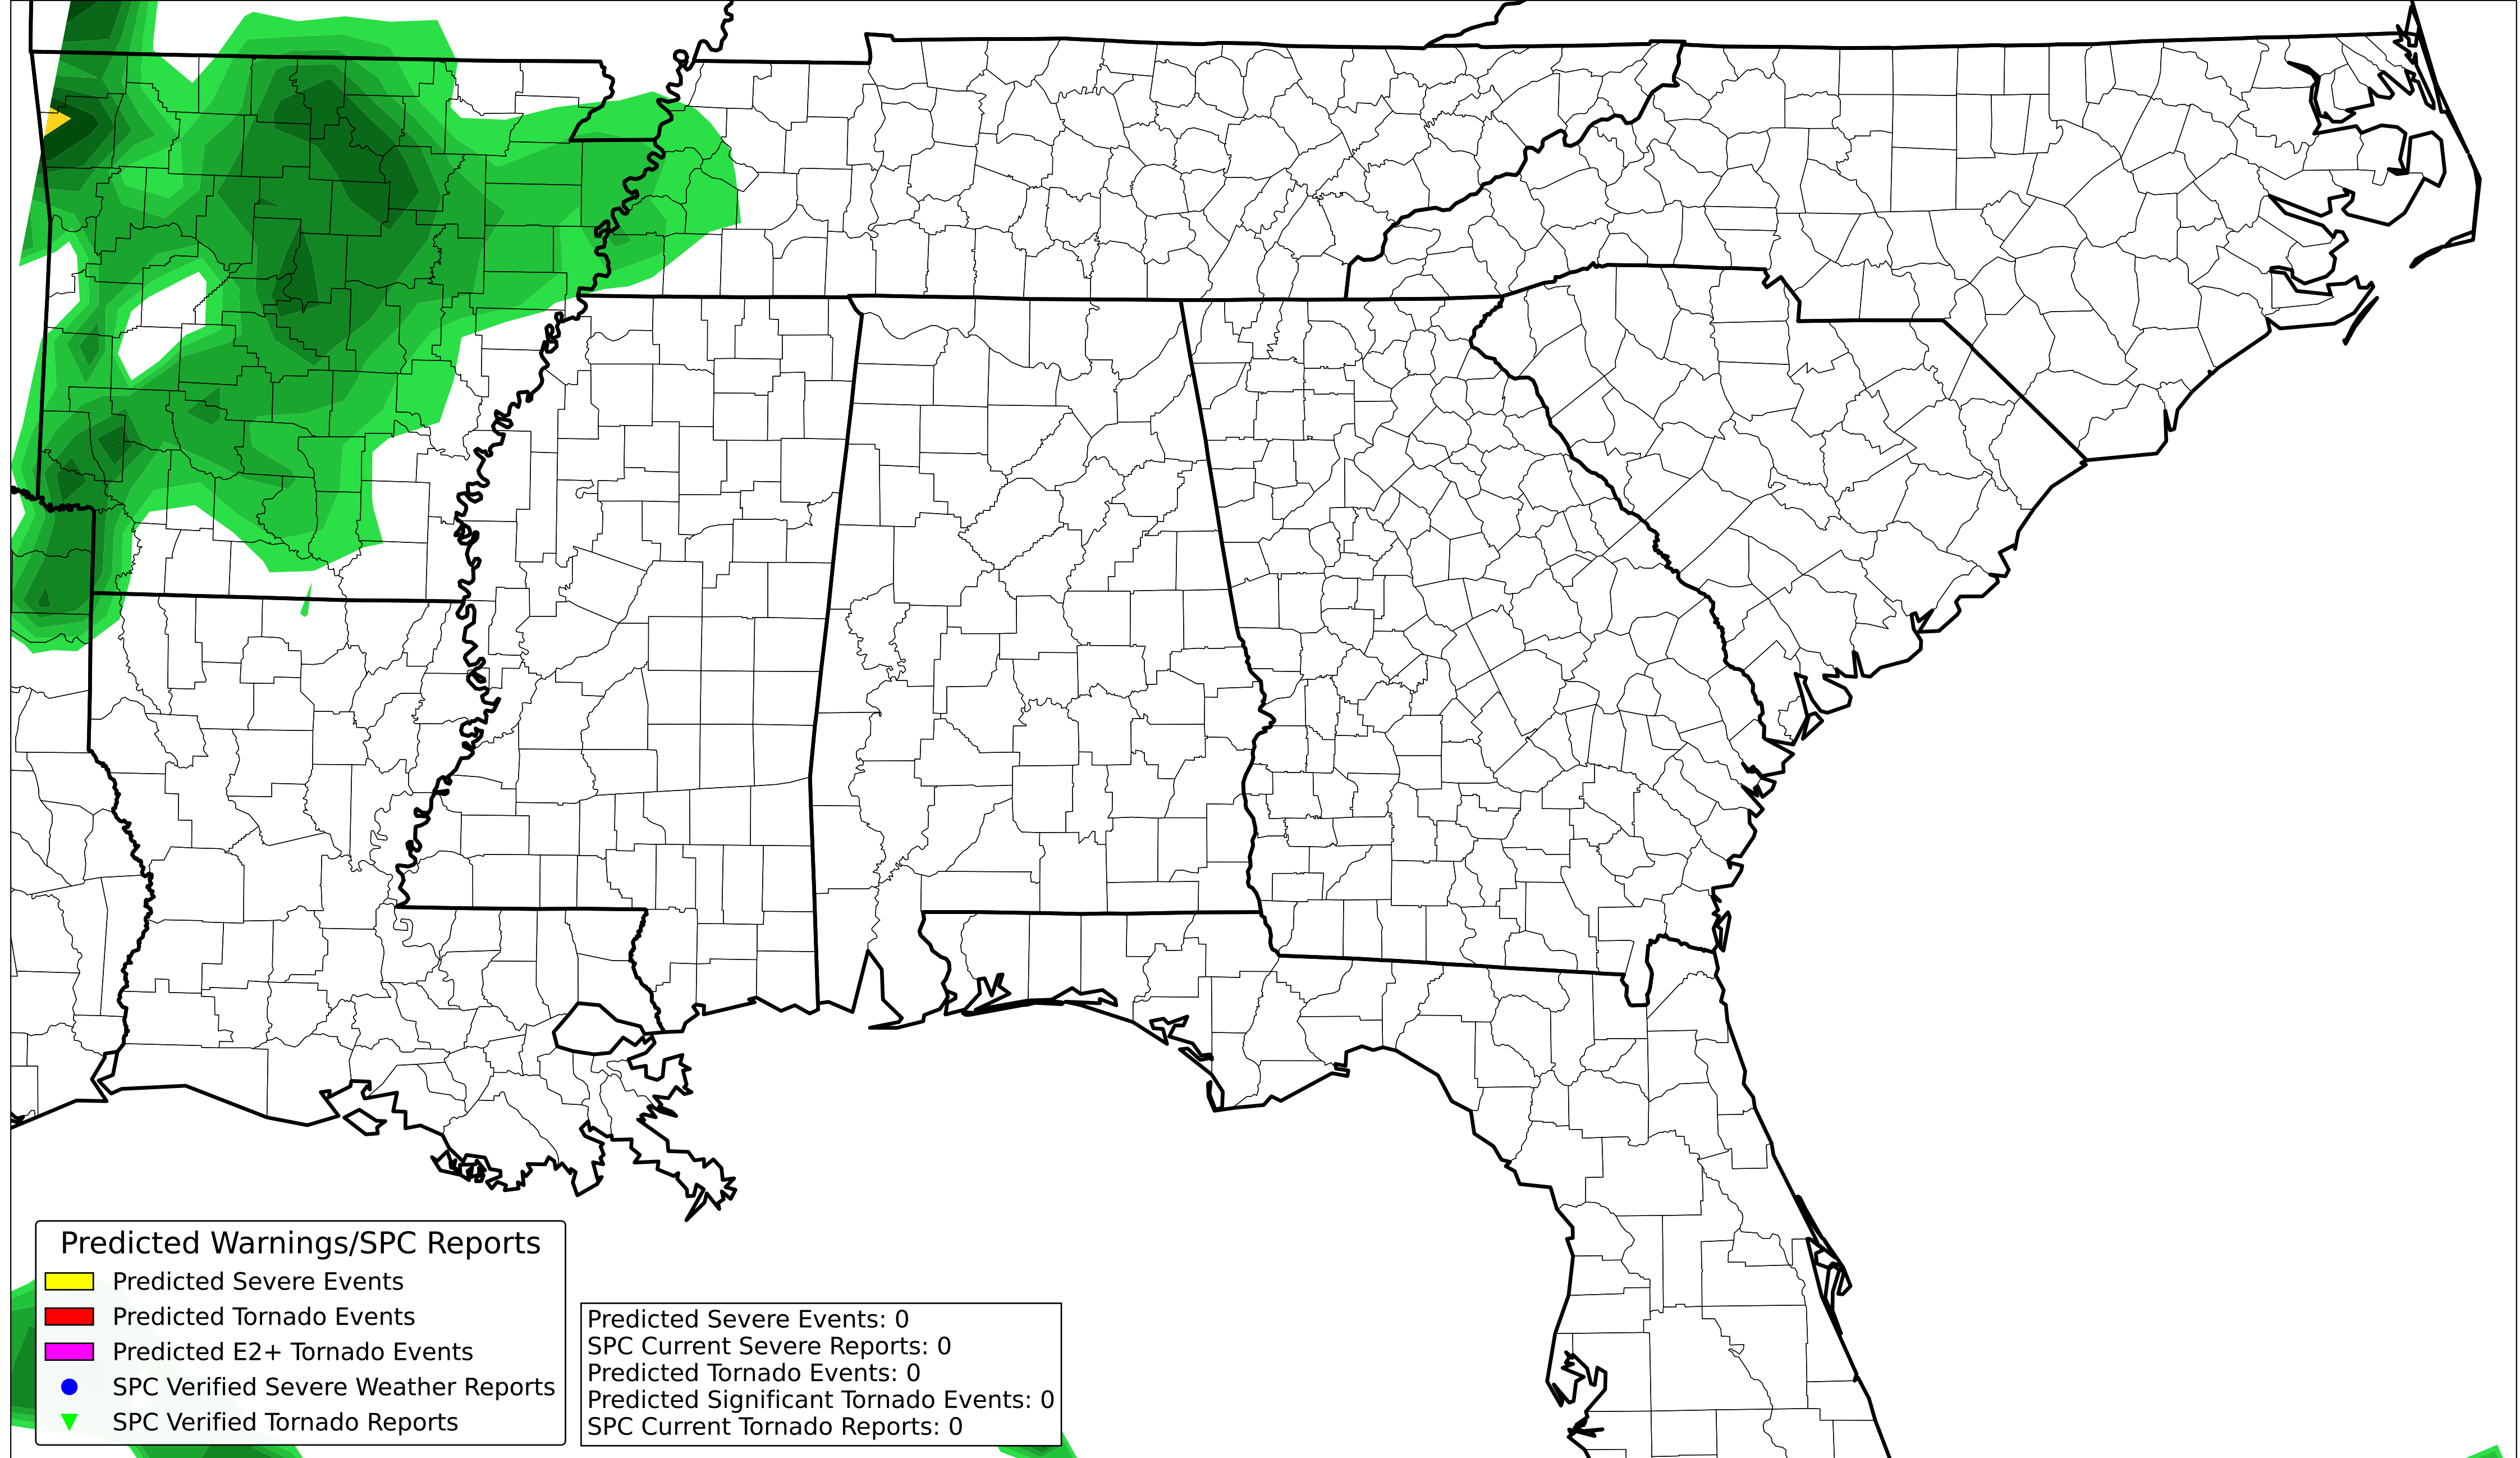 Predicted Warnings/SPC Reports
Predicted Severe Events
Predicted Tornado Events
Predicted E2+ Tornado Events
SPC Verified Severe Weather Reports
SPC Verified Tornado Reports
Predicted Severe Events: 0
SPC Current Severe Reports: 0
Predicted Tornado Events: 0
Predicted Significant Tornado Events: 0
SPC Current Tornado Reports: 0